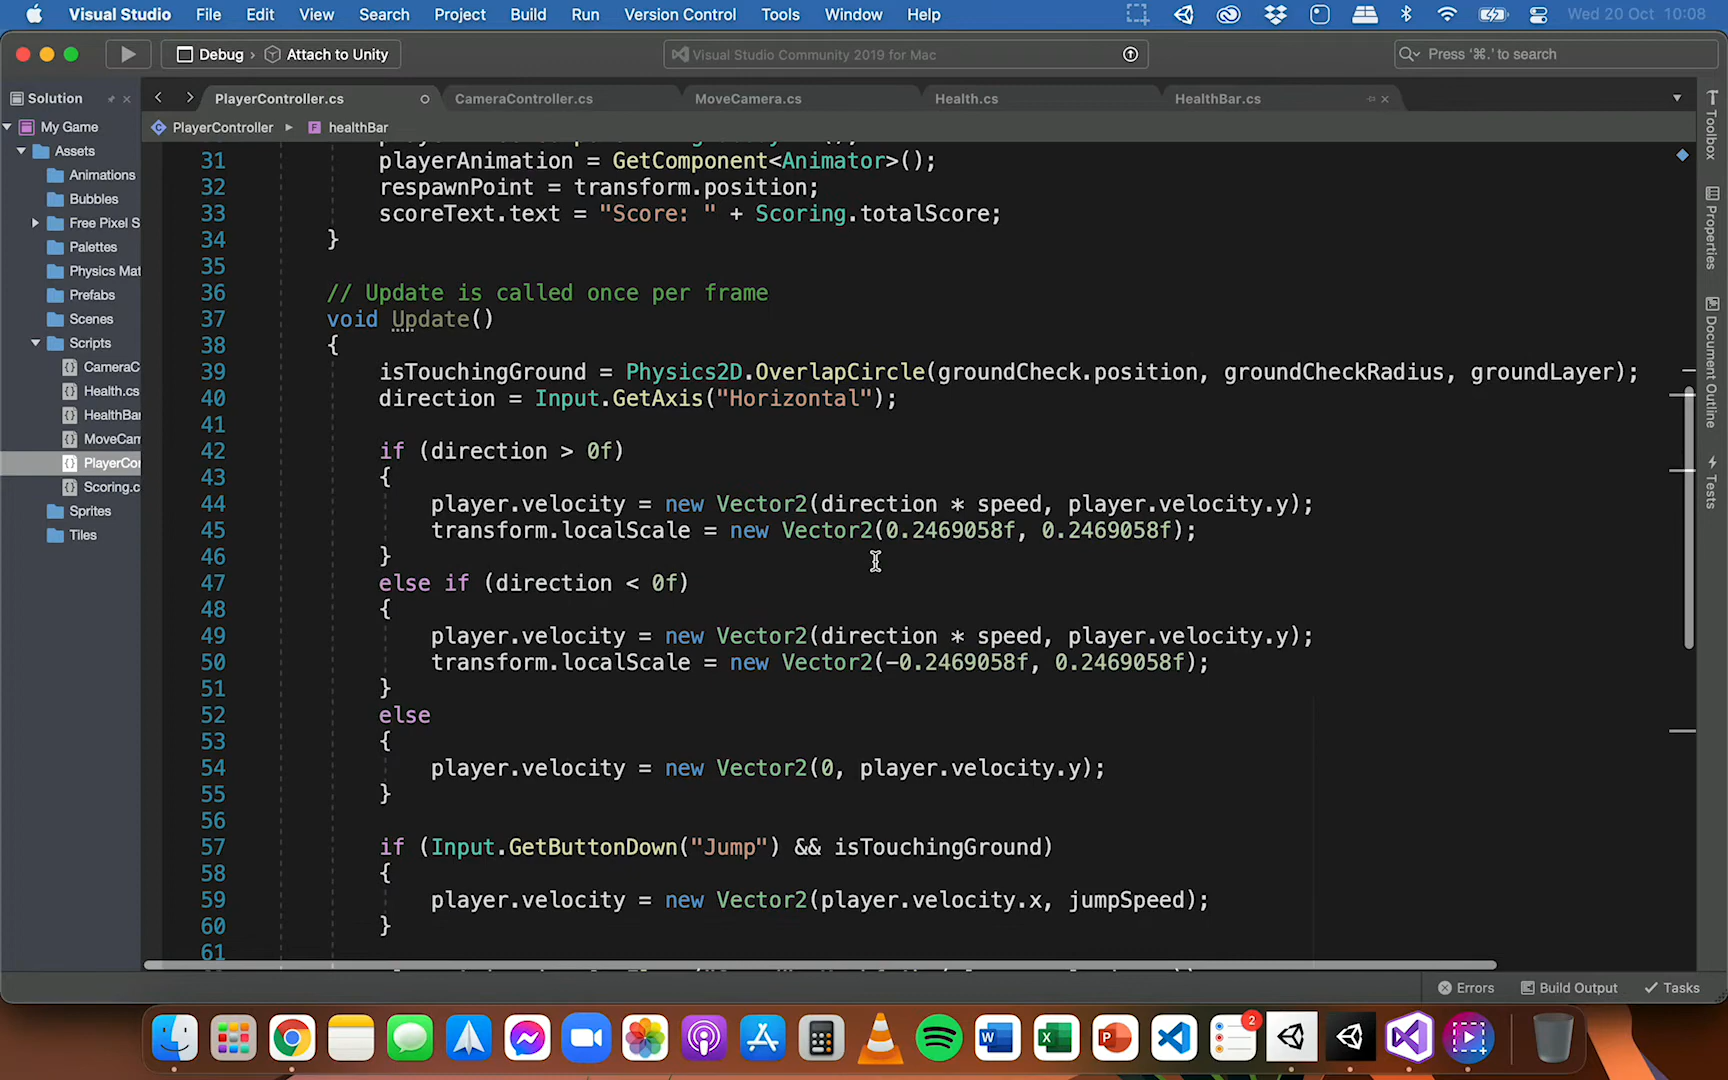 Visual Studio File Edit View Search Project Build Run Version Control Tools Window Help Wed 20 Oct 10:08
Debug › Attach to Unity Visual Studio Community 2019 for Mac Press '⌘.' to search
Solution PlayerController.cs CameraController.cs MoveCamera.cs Health.cs HealthBar.cs
My Game
PlayerController healthBar
Assets
Animations
Bubbles
Free Pixel S
Palettes
Physics Mat
Prefabs
Scenes
Scripts
CameraC
Health.cs
HealthBar
MoveCam
PlayerCor
Scoring.c
Sprites
Tiles
31 playerAnimation = GetComponent<Animator>();
32 respawnPoint = transform.position;
33 scoreText.text = "Score: " + Scoring.totalScore;
34 }
35
36 // Update is called once per frame
37 void Update()
38 {
39 isTouchingGround = Physics2D.OverlapCircle(groundCheck.position, groundCheckRadius, groundLayer);
40 direction = Input.GetAxis("Horizontal");
41
42 if (direction > 0f)
43 {
44 player.velocity = new Vector2(direction * speed, player.velocity.y);
45 transform.localScale = new Vector2(0.2469058f, 0.2469058f);
46 }
47 else if (direction < 0f)
48 {
49 player.velocity = new Vector2(direction * speed, player.velocity.y);
50 transform.localScale = new Vector2(-0.2469058f, 0.2469058f);
51 }
52 else
53 {
54 player.velocity = new Vector2(0, player.velocity.y);
55 }
56
57 if (Input.GetButtonDown("Jump") && isTouchingGround)
58 {
59 player.velocity = new Vector2(player.velocity.x, jumpSpeed);
60 }
61
Toolbox
Properties
Document Outline
Tests
Errors Build Output Tasks
2